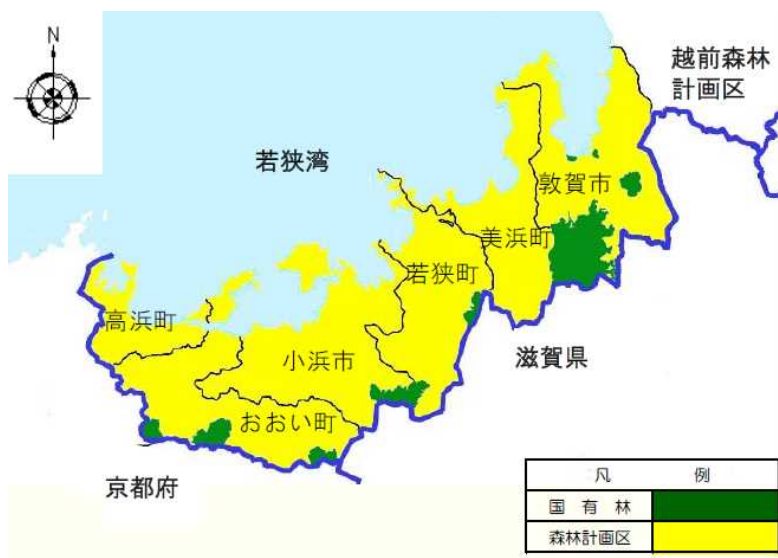 N
越前森林
計画区
若狭湾
敦賀市
美浜町
若狭町
高浜町
小浜市
滋賀県
おおい町
京都府
凡 例
国 有 林
森林計画区